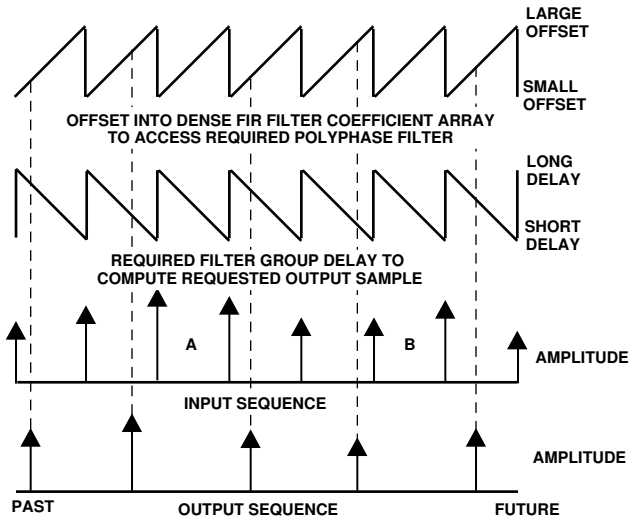 LARGE
OFFSET
SMALL
OFFSET
OFFSET INTO DENSE FIR FILTER COEFFICIENT ARRAY
TO ACCESS REQUIRED POLYPHASE FILTER
LONG
DELAY
SHORT
DELAY
REQUIRED FILTER GROUP DELAY TO
COMPUTE REQUESTED OUTPUT SAMPLE
A
B
AMPLITUDE
INPUT SEQUENCE
AMPLITUDE
PAST
OUTPUT SEQUENCE
FUTURE